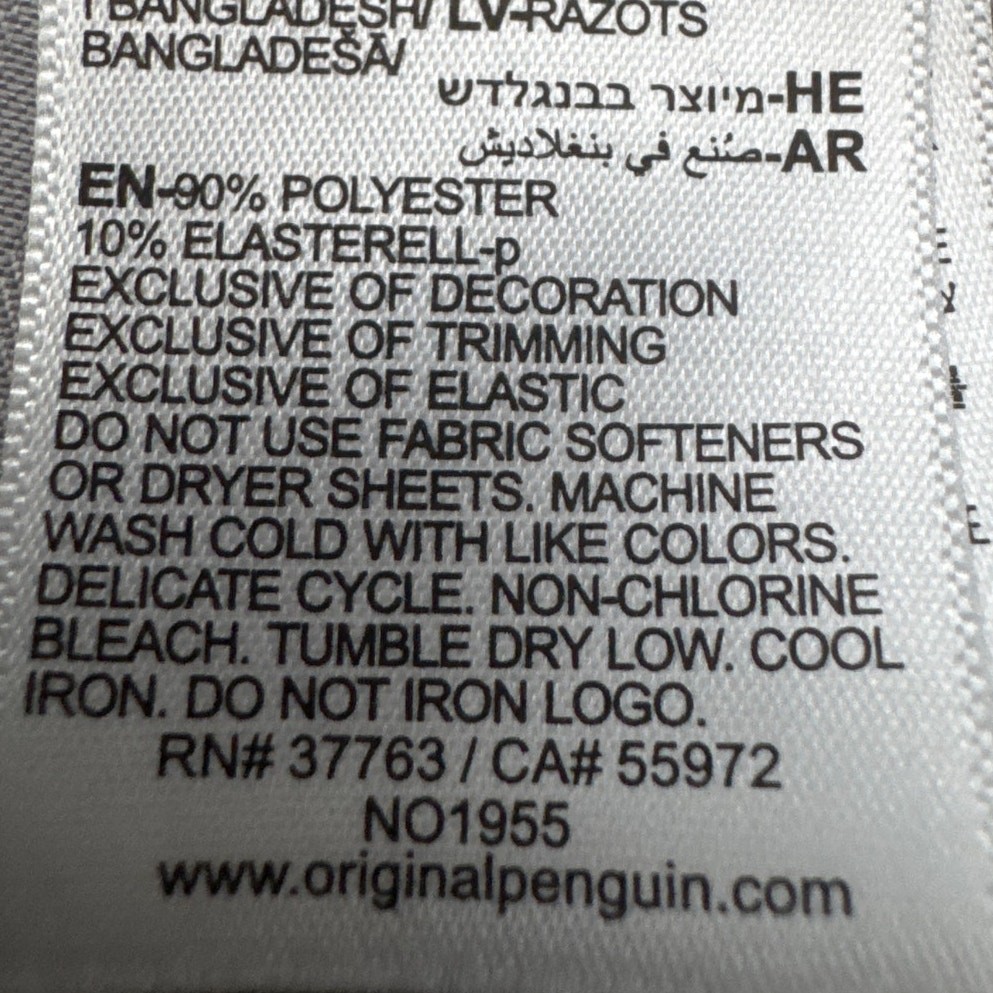 BANGLADESH/ LV-RAZOTS
BANGLADEŠĀ/
HE-מיוצר בבנגלדש
AR-صُنع في بنغلاديش
EN-90% POLYESTER
10% ELASTERELL-p
EXCLUSIVE OF DECORATION
EXCLUSIVE OF TRIMMING
EXCLUSIVE OF ELASTIC
DO NOT USE FABRIC SOFTENERS
OR DRYER SHEETS. MACHINE
WASH COLD WITH LIKE COLORS.
DELICATE CYCLE. NON-CHLORINE
BLEACH. TUMBLE DRY LOW. COOL
IRON. DO NOT IRON LOGO.
RN# 37763 / CA# 55972
NO1955
www.originalpenguin.com